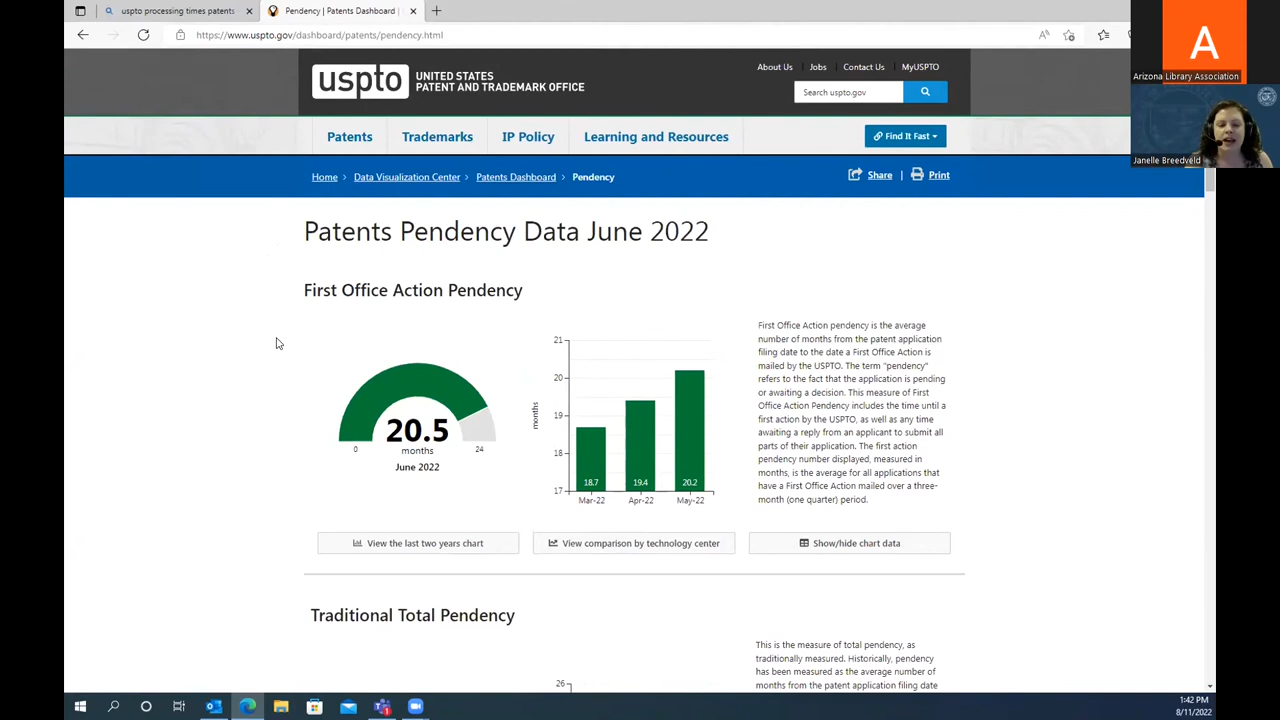 uspto processing times patents
Pendency | Patents Dashboard |
https://www.uspto.gov/dashboard/patents/pendency.html
A
Arizona Library Association
Janelle Breedveld
uspto
UNITED STATES
PATENT AND TRADEMARK OFFICE
About Us
Jobs
Contact Us
MyUSPTO
Search uspto.gov
Patents
Trademarks
IP Policy
Learning and Resources
Find It Fast
Home
Data Visualization Center
Patents Dashboard
Pendency
Share
|
Print
Patents Pendency Data June 2022
First Office Action Pendency
20.5
months
0
24
June 2022
months
21
20
19
18
17
18.7
19.4
20.2
Mar-22
Apr-22
May-22
First Office Action pendency is the average
number of months from the patent application
filing date to the date a First Office Action is
mailed by the USPTO. The term "pendency"
refers to the fact that the application is pending
or awaiting a decision. This measure of First
Office Action Pendency includes the time until a
first action by the USPTO, as well as any time
awaiting a reply from an applicant to submit all
parts of their application. The first action
pendency number displayed, measured in
months, is the average for all applications that
have a First Office Action mailed over a three-
month (one quarter) period.
View the last two years chart
View comparison by technology center
Show/hide chart data
Traditional Total Pendency
26
This is the measure of total pendency, as
traditionally measured. Historically, pendency
has been measured as the average number of
months from the patent application filing date
1:42 PM
8/11/2022